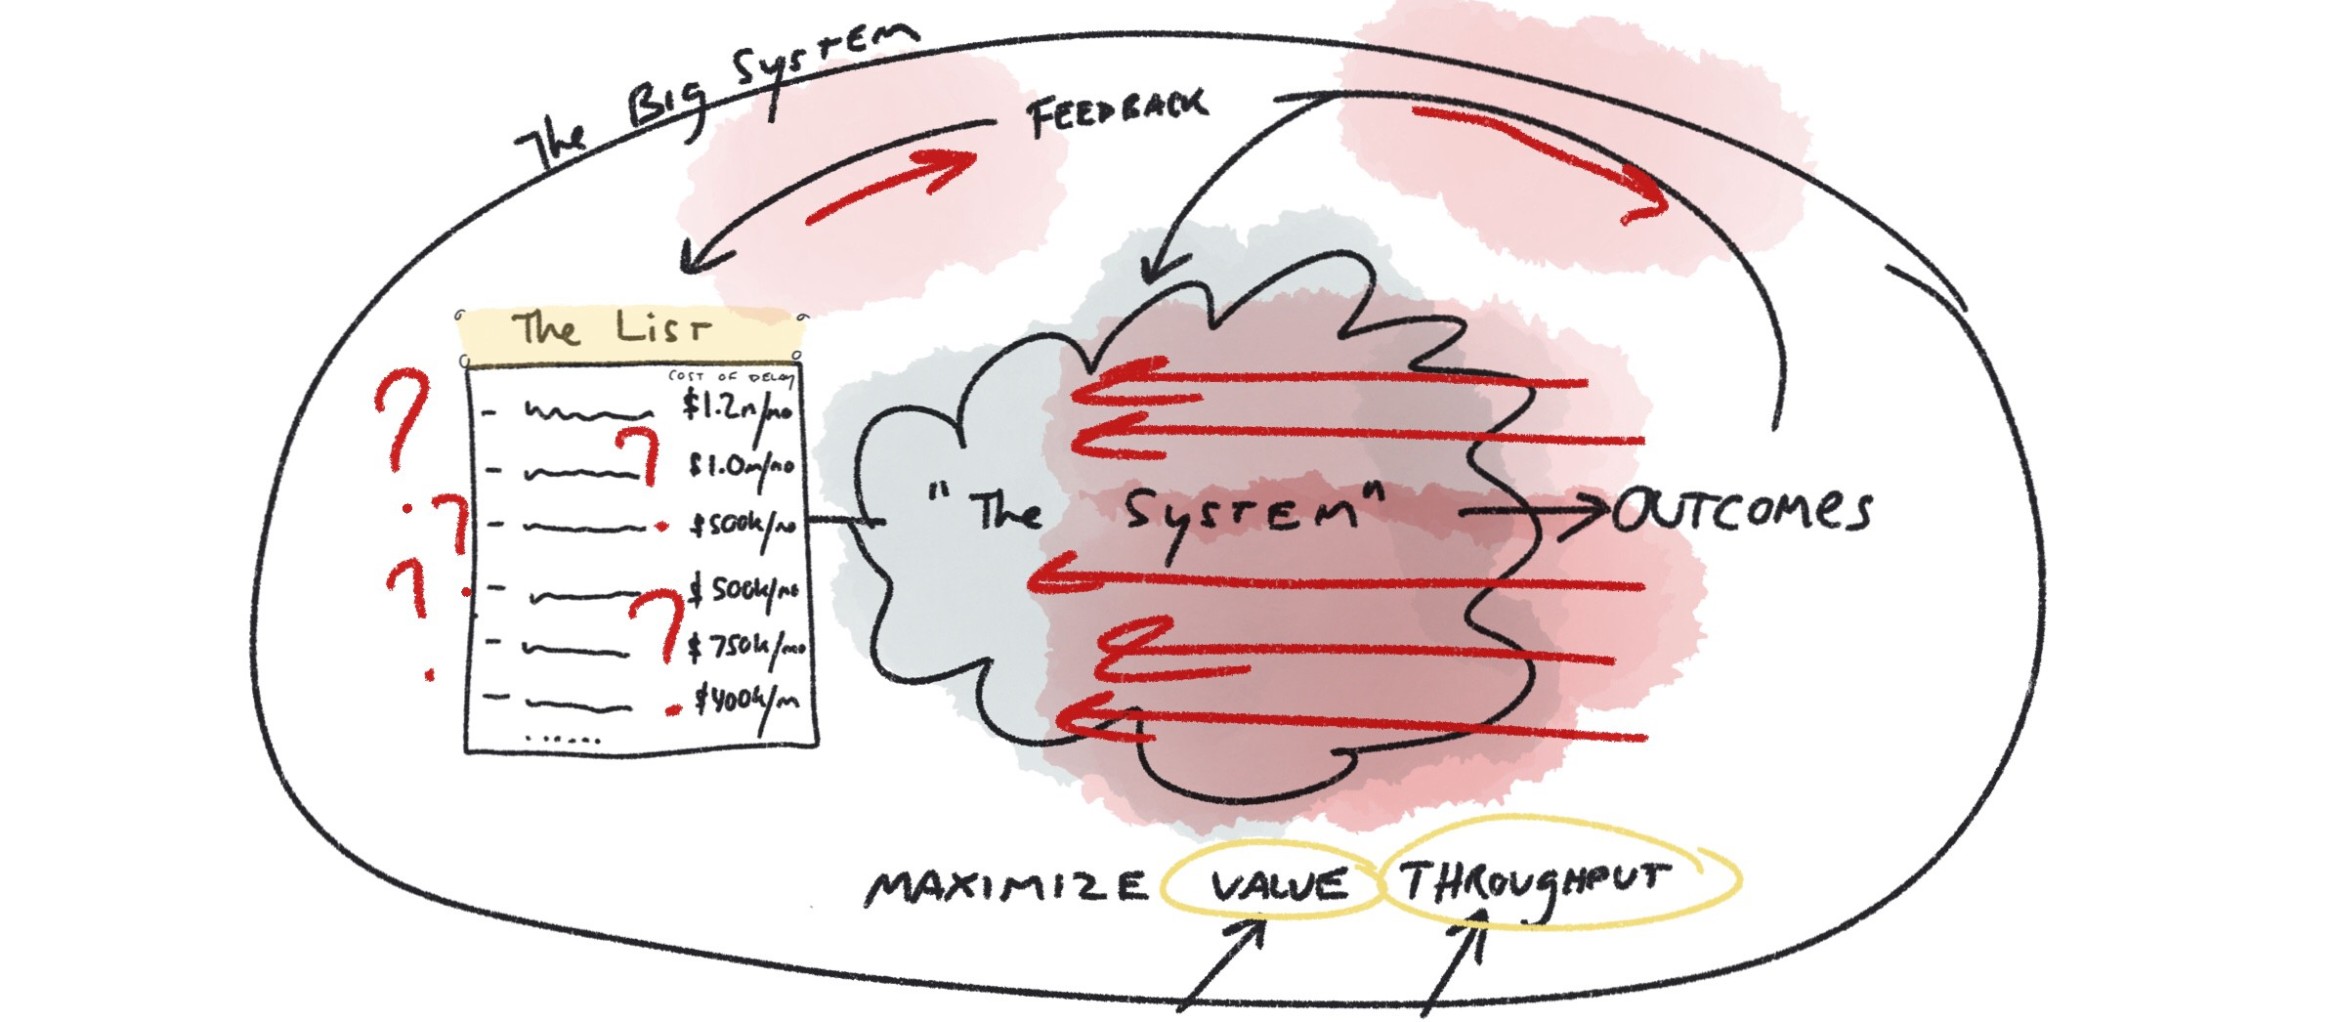 The Big System
FEEDBACK
The List
COST OF DELAY
- $1.2m/mo
- $1.0m/mo
- $500k/mo
- $500k/mo
- $750k/mo
- $400k/m
......
? ? ? ? ?
"The System"
OUTCOMES
MAXIMIZE VALUE THROUGHPUT